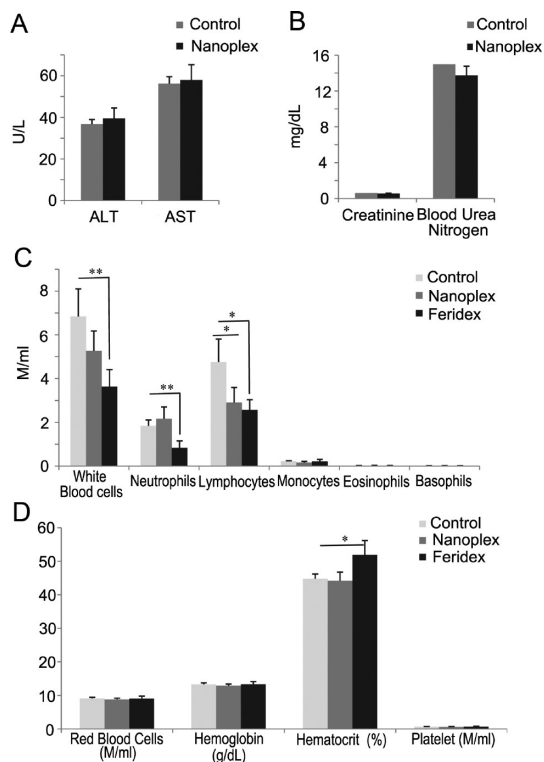 A
Control
Nanoplex
U/L
60
40
20
0
ALT
AST
B
Control
Nanoplex
mg/dL
16
12
8
4
0
Creatinine
Blood Urea
Nitrogen
C
Control
Nanoplex
Feridex
M/ml
8
6
4
2
0
**
**
*
*
White
Blood cells
Neutrophils
Lymphocytes
Monocytes
Eosinophils
Basophils
D
Control
Nanoplex
Feridex
60
50
40
30
20
10
0
*
Red Blood Cells
(M/ml)
Hemoglobin
(g/dL)
Hematocrit (%)
Platelet (M/ml)